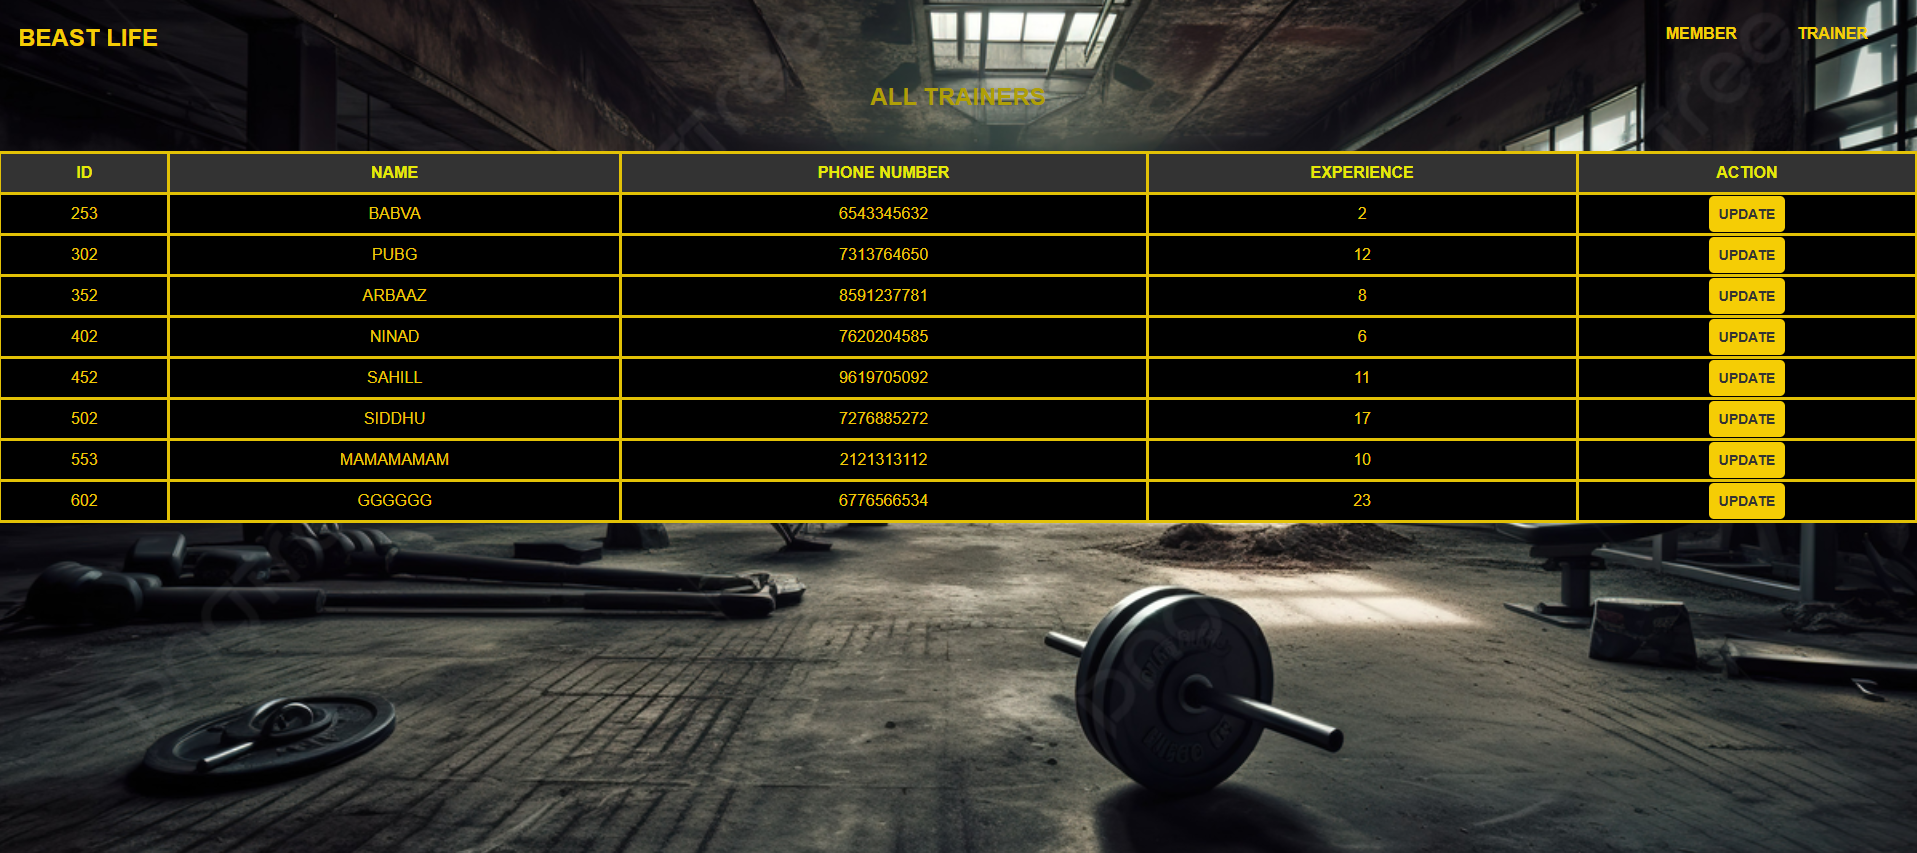 BEAST LIFE MEMBER TRAINER
ALL TRAINERS
ID NAME PHONE NUMBER EXPERIENCE ACTION
253 BABVA 6543345632 2 UPDATE
302 PUBG 7313764650 12 UPDATE
352 ARBAAZ 8591237781 8 UPDATE
402 NINAD 7620204585 6 UPDATE
452 SAHILL 9619705092 11 UPDATE
502 SIDDHU 7276885272 17 UPDATE
553 MAMAMAMAM 2121313112 10 UPDATE
602 GGGGGG 6776566534 23 UPDATE